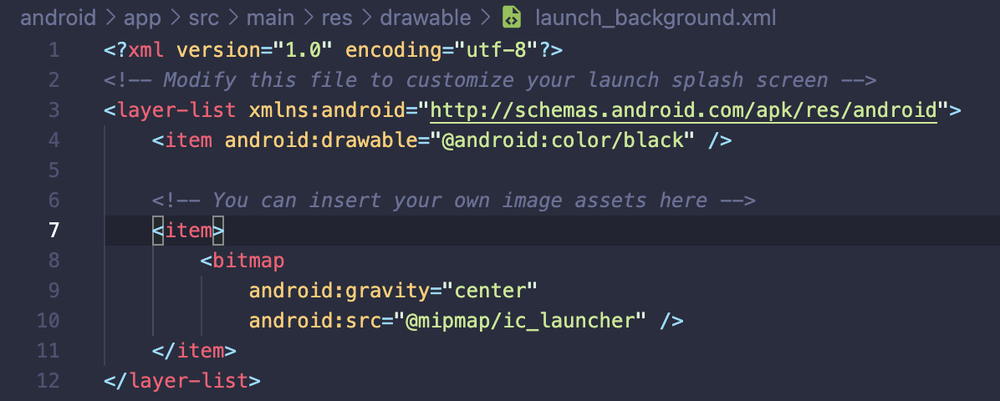 android > app > src > main > res > drawable > launch_background.xml
1 <?xml version="1.0" encoding="utf-8"?>
2 <!-- Modify this file to customize your launch splash screen -->
3 <layer-list xmlns:android="http://schemas.android.com/apk/res/android">
4     <item android:drawable="@android:color/black" />
5
6     <!-- You can insert your own image assets here -->
7     <item>
8         <bitmap
9             android:gravity="center"
10             android:src="@mipmap/ic_launcher" />
11     </item>
12 </layer-list>